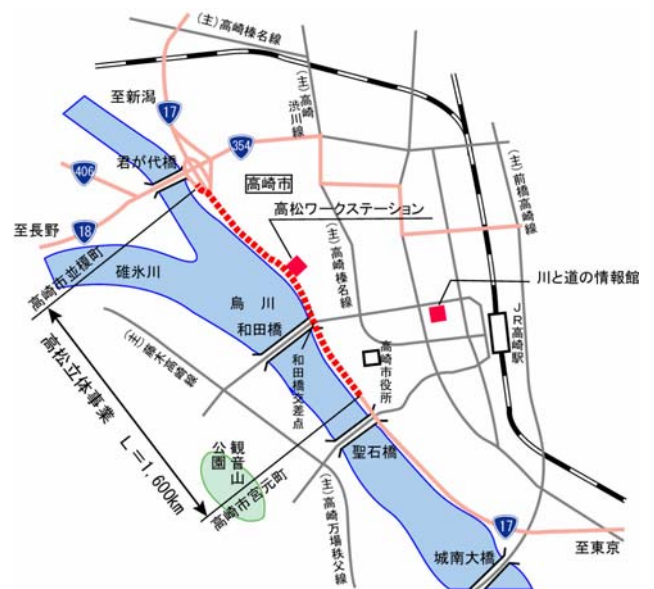 (主)高崎榛名線
至新潟
17
(主)高崎渋川線
354
君が代橋
406
高崎市
高松ワークステーション
(主)前橋高崎線
至長野
18
高崎市並榎町
碓氷川
烏川
(主)高崎榛名線
川と道の情報館
和田橋
JR高崎駅
(主)藤木高崎線
和田橋交差点
高崎市役所
高松立体事業 L=1,600km
観音山公園
聖石橋
高崎市宮元町
(主)高崎万場秩父線
17
至東京
城南大橋